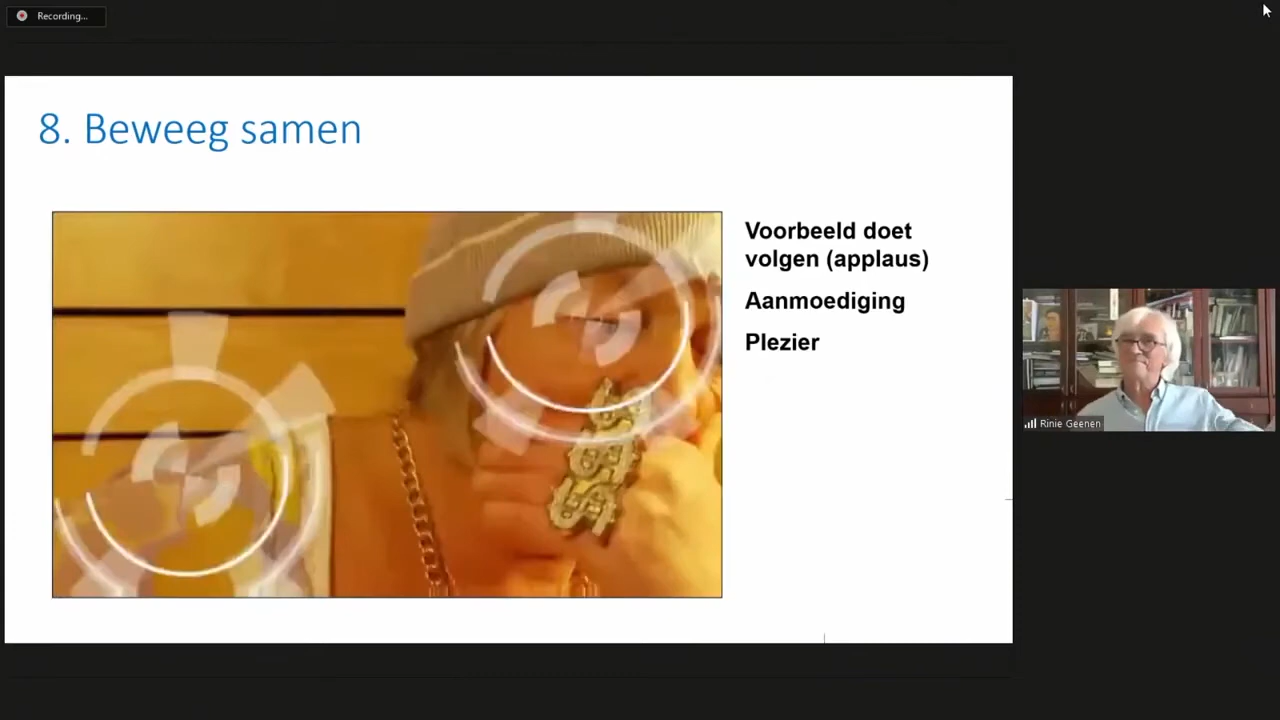 Recording...
8. Beweeg samen
Voorbeeld doet
volgen (applaus)
Aanmoediging
Plezier
Rinie Geenen